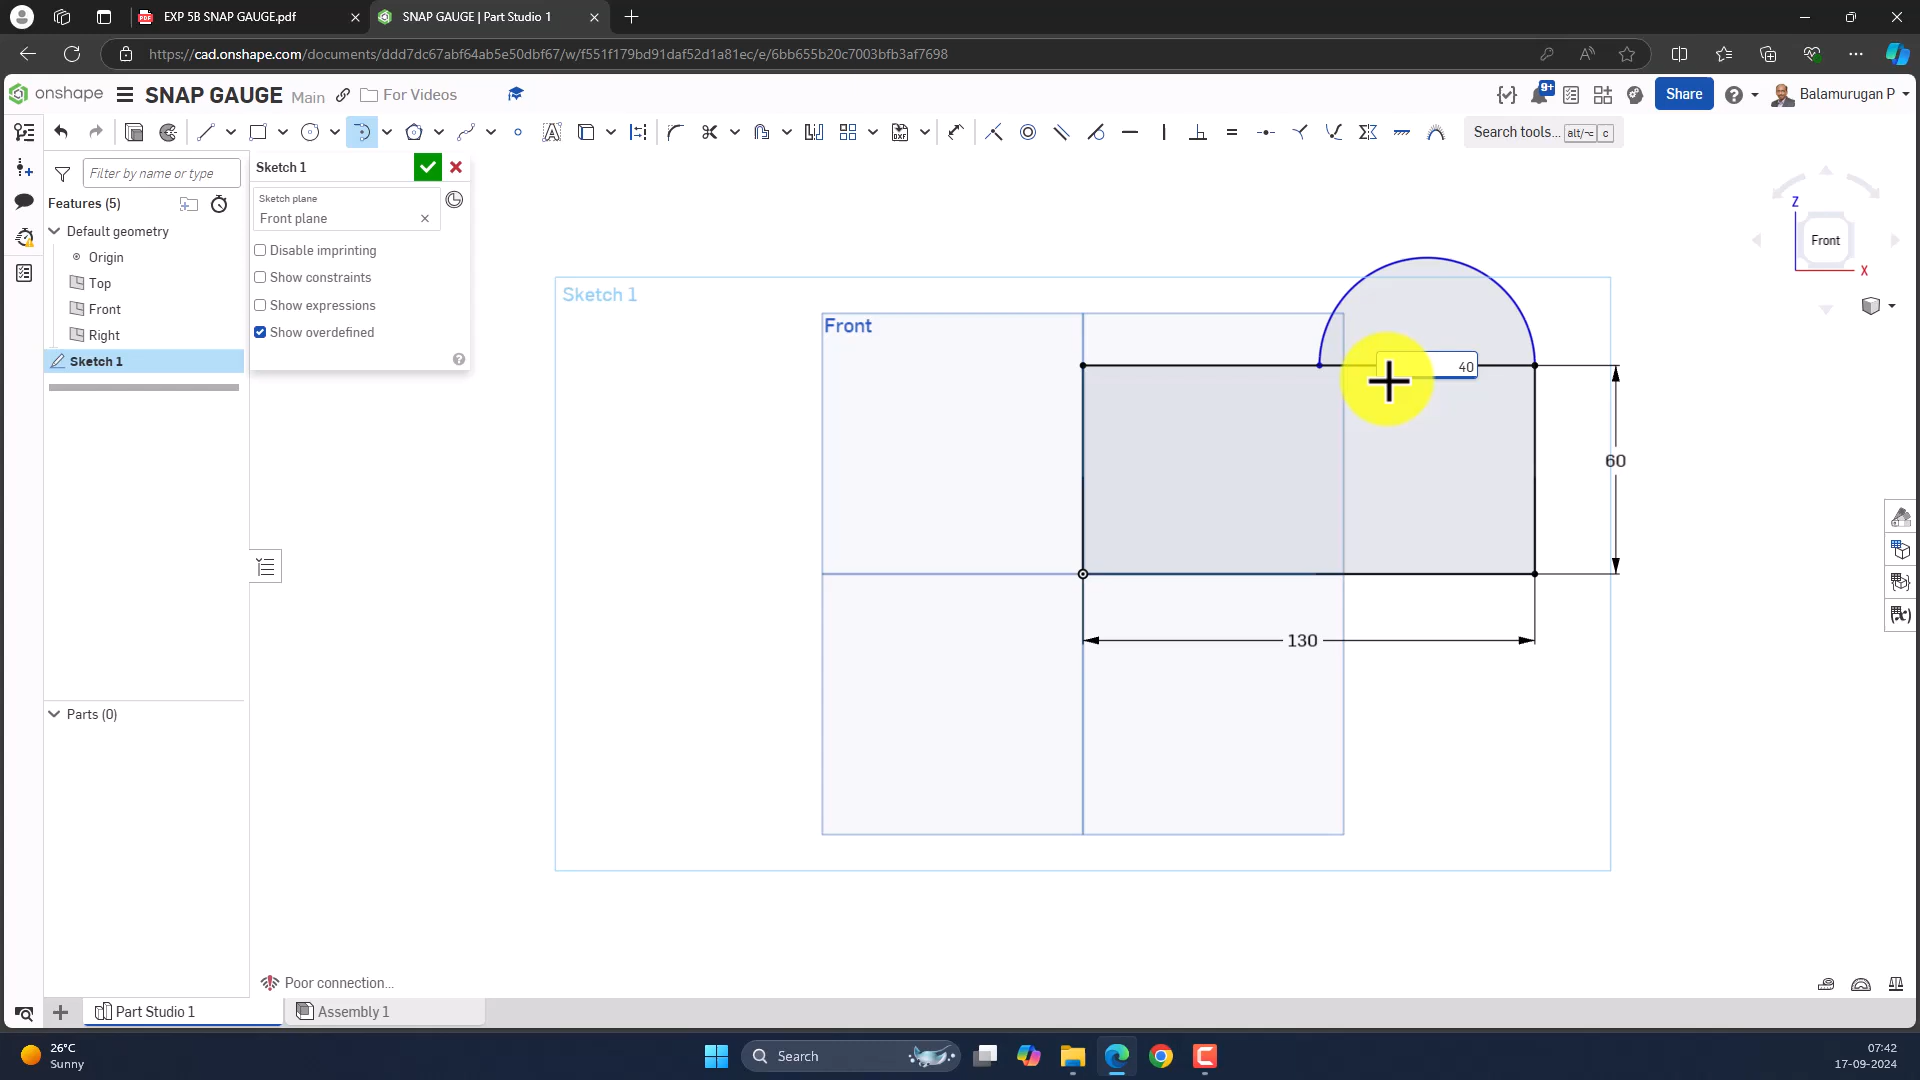 EXP 5B SNAP GAUGE.pdf
SNAP GAUGE | Part Studio 1
https://cad.onshape.com/documents/ddd7dc67abf64ab5e50dbf67/w/f551f179bd91daf52d1a81ec/e/6bb655b20c7003bfb3af7698
onshape
SNAP GAUGE Main
For Videos
9+
Share
Balamurugan P
Search tools... alt/⌥ c
Filter by name or type
Features (5)
Default geometry
Origin
Top
Front
Right
Sketch 1
Parts (0)
Sketch 1
Sketch plane
Front plane
Disable imprinting
Show constraints
Show expressions
Show overdefined
Sketch 1
Front
40
60
130
Z
Front
X
Poor connection...
Part Studio 1
Assembly 1
26°C
Sunny
Search
07:42
17-09-2024